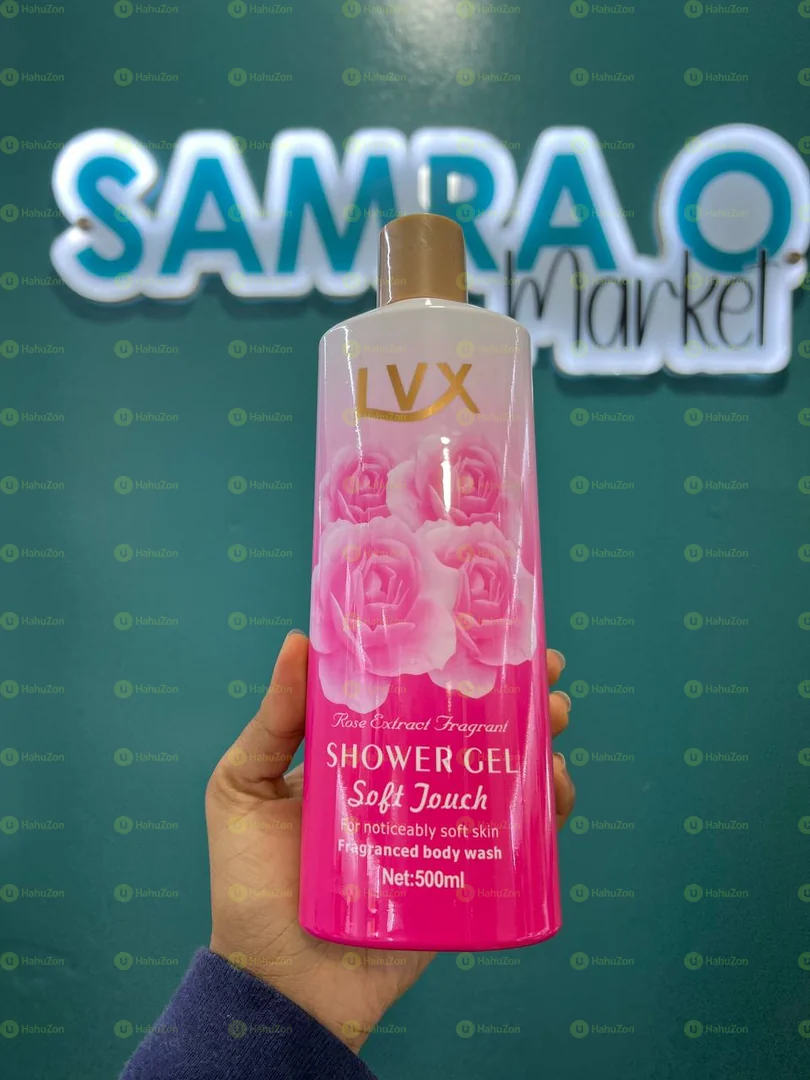 SAMRA O
Market
LVX
Rose Extract Fragrant
SHOWER GEL
Soft Touch
For noticeably soft skin
Fragranced body wash
Net:500ml
HahuZon